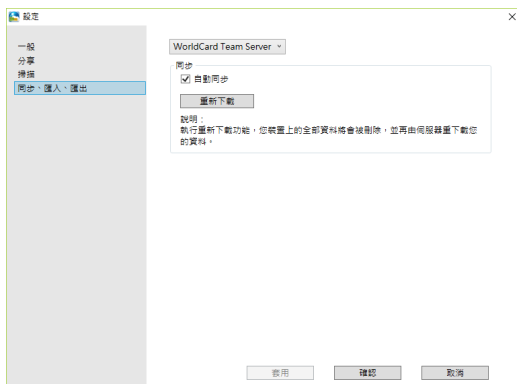 設定
一般
分享
掃描
同步、匯入、匯出
WorldCard Team Server
同步
自動同步
重新下載
說明：
執行重新下載功能，您裝置上的全部資料將會被刪除，並再由伺服器重下載您
的資料。
套用
確認
取消